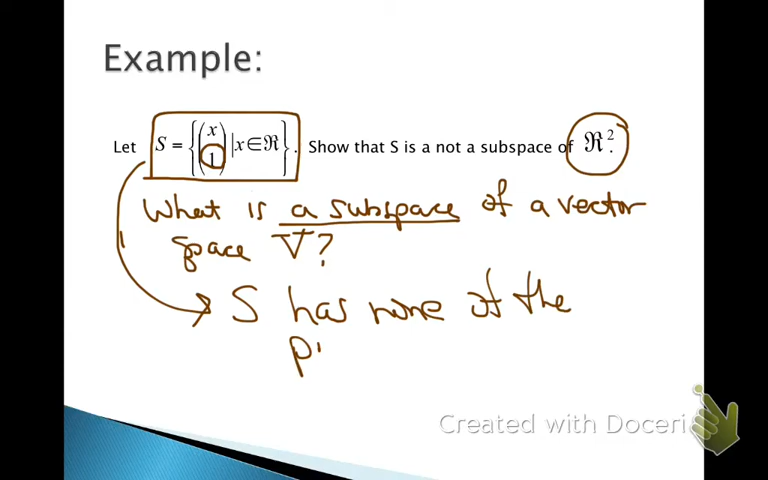 Example:
Let S = { ( x 1 ) | x ∈ ℜ } . Show that S is a not a subspace of ℜ².
What is a subspace of a vector
space V?
S has none of the
Created with Doceri